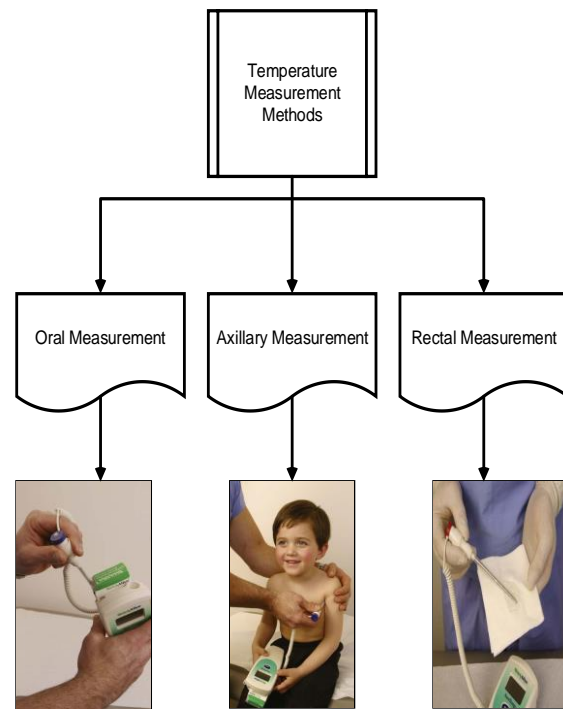 Temperature
Measurement
Methods
Oral Measurement
Axillary Measurement
Rectal Measurement